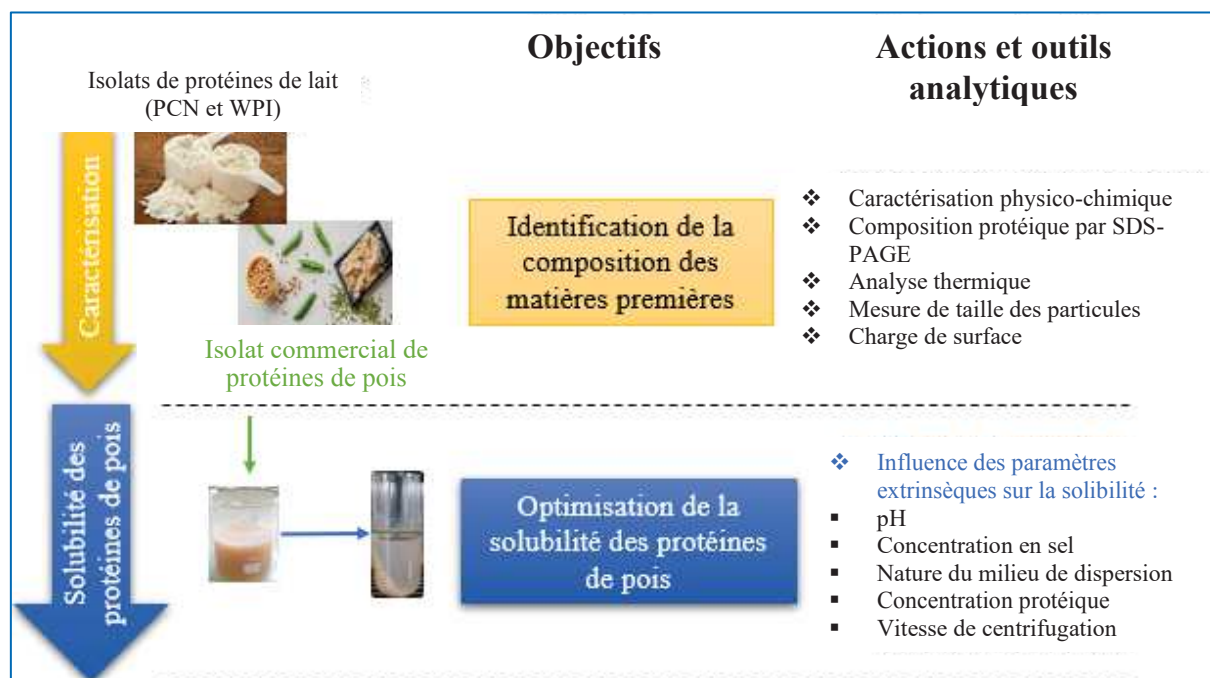 Objectifs
Actions et outils
analytiques
Isolats de protéines de lait
(PCN et WPI)
Caractérisation
Identification de la
composition des
matières premières
❖ Caractérisation physico-chimique
❖ Composition protéique par SDS-
PAGE
❖ Analyse thermique
❖ Mesure de taille des particules
❖ Charge de surface
Isolat commercial de
protéines de pois
Solubilité des
protéines de pois
Optimisation de la
solubilité des protéines
de pois
❖ Influence des paramètres
extrinsèques sur la solibilité :
▪ pH
▪ Concentration en sel
▪ Nature du milieu de dispersion
▪ Concentration protéique
▪ Vitesse de centrifugation